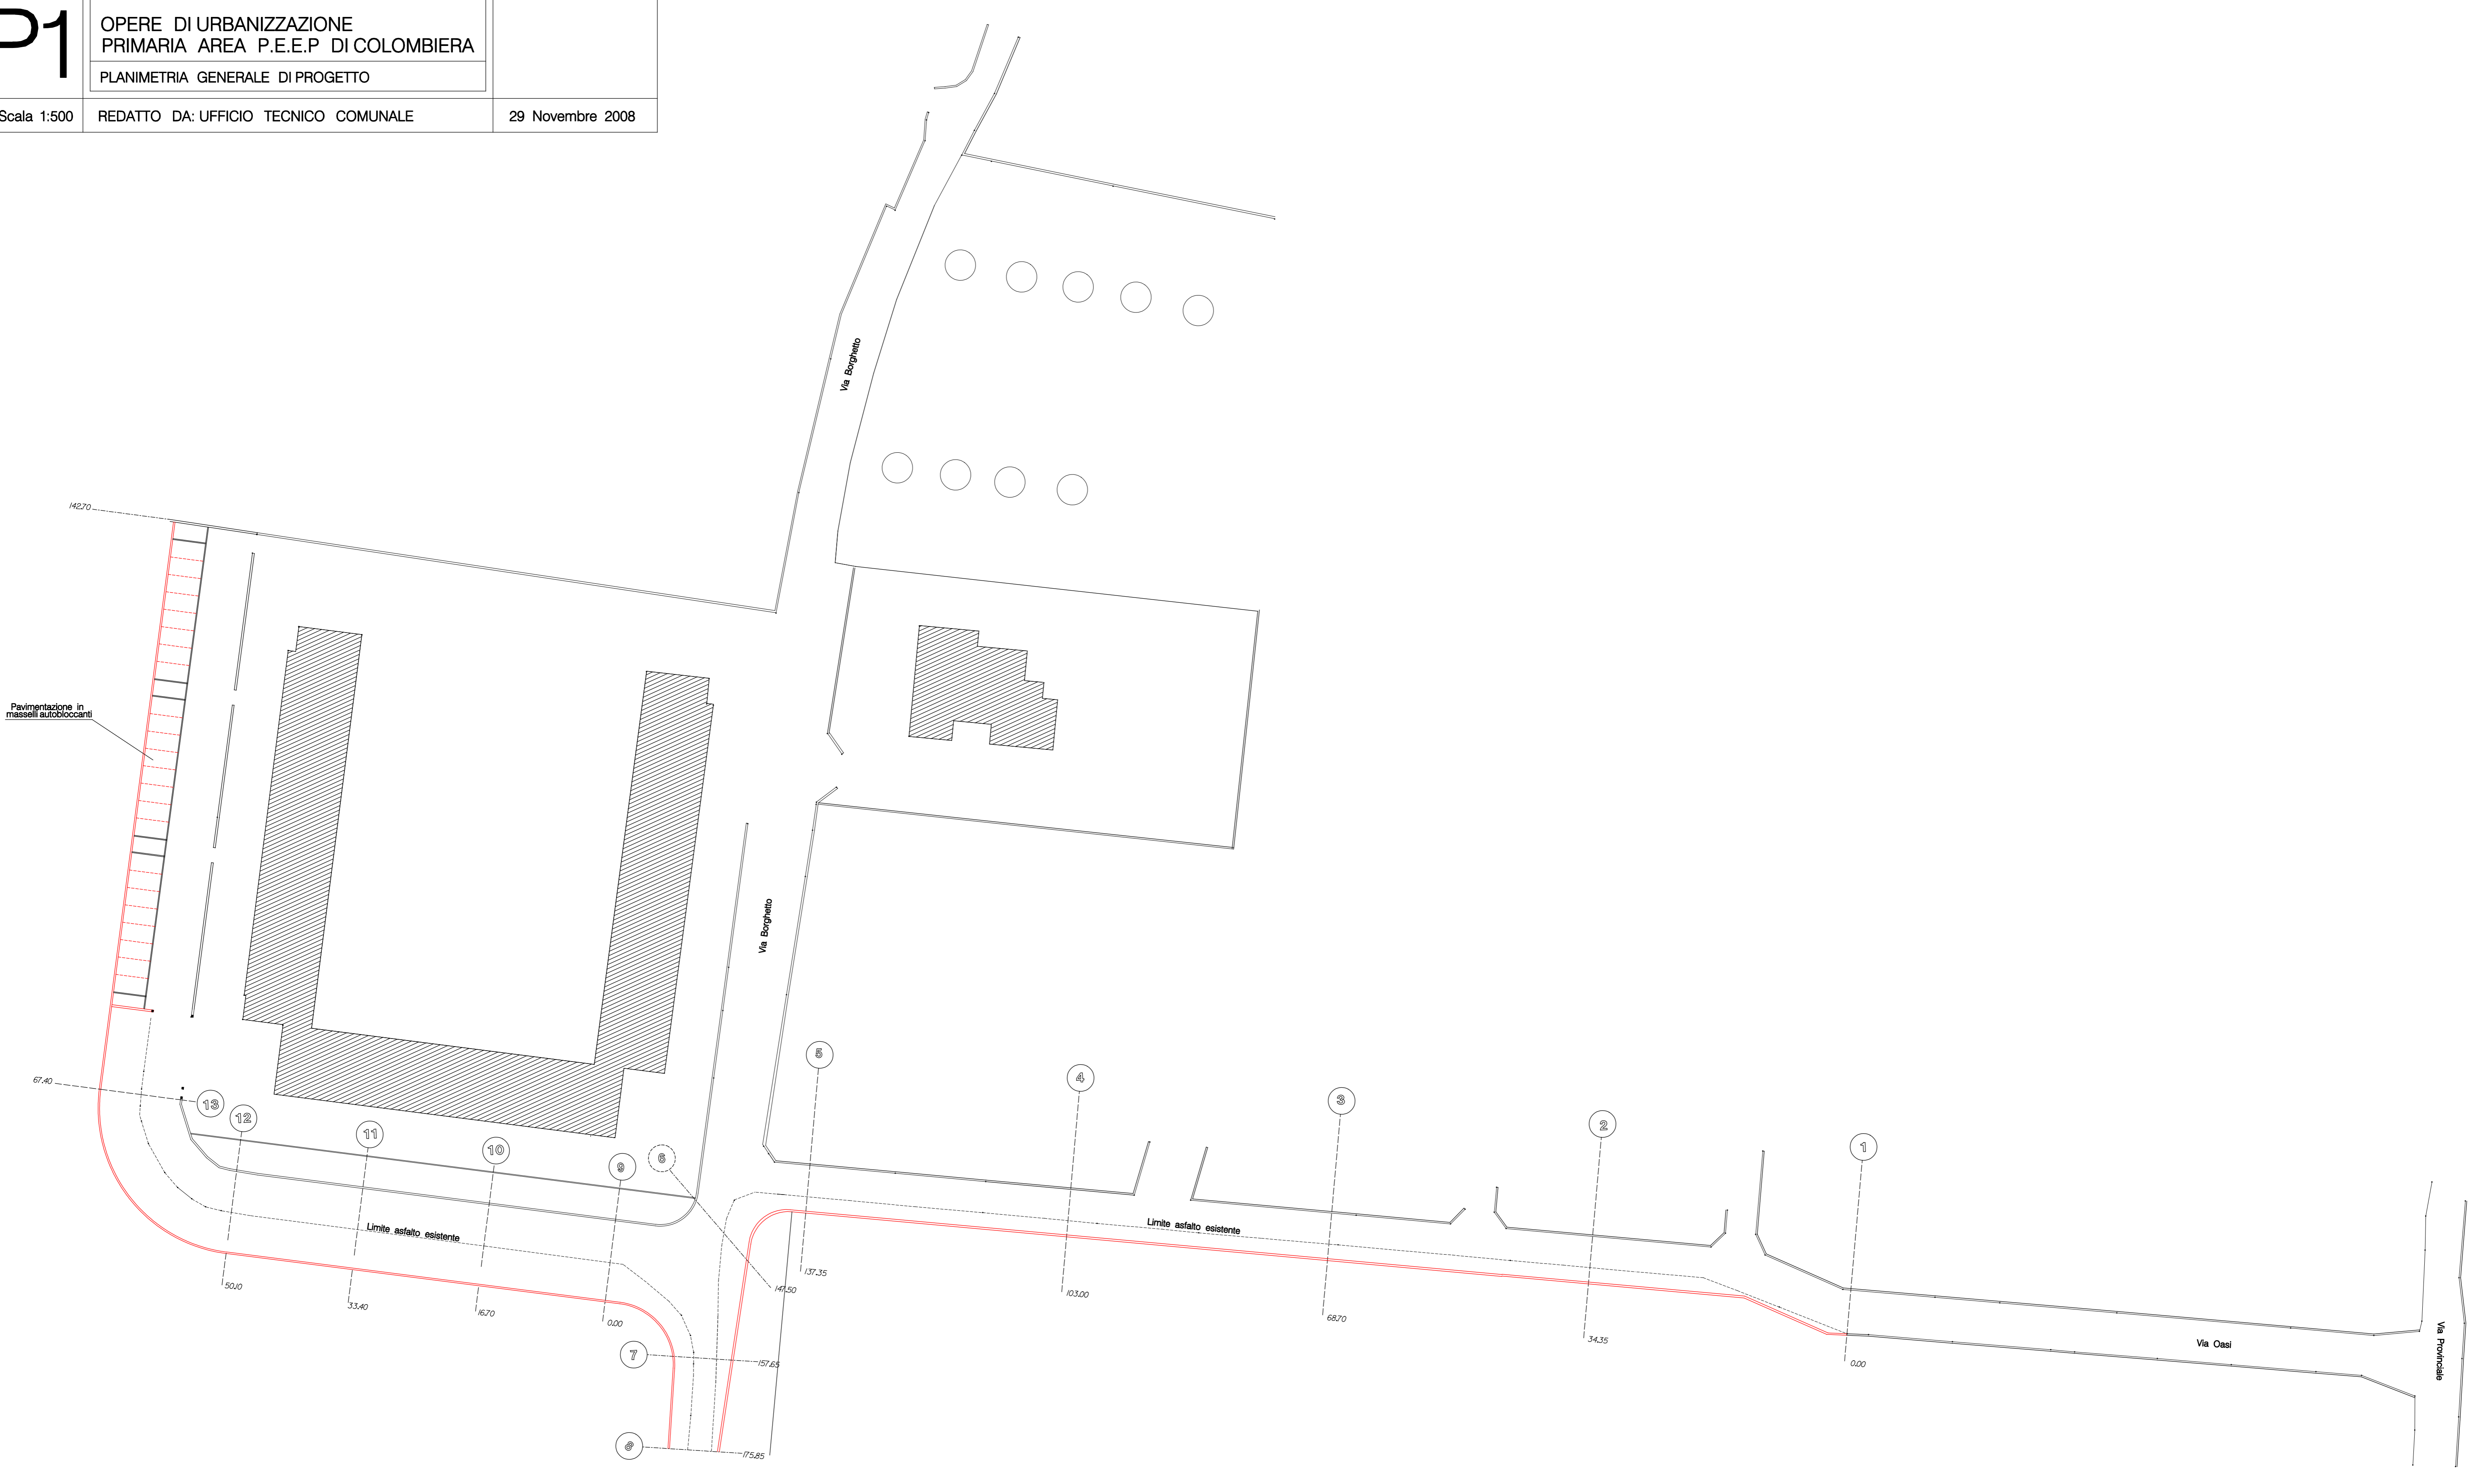 P1
OPERE DI URBANIZZAZIONE
PRIMARIA AREA P.E.E.P DI COLOMBIERA
PLANIMETRIA GENERALE DI PROGETTO
Scala 1:500
REDATTO DA: UFFICIO TECNICO COMUNALE
29 Novembre 2008
Via Borghetto
142.70
Pavimentazione in
masselli autobloccanti
Via Borghetto
67.40
13
12
11
10
9
6
5
4
3
2
1
Limite asfalto esistente
Limite asfalto esistente
50.10
33.40
16.70
0.00
147.50
137.35
103.00
68.70
34.35
0.00
Via Oasi
Via Provinciale
7
157.65
8
175.85